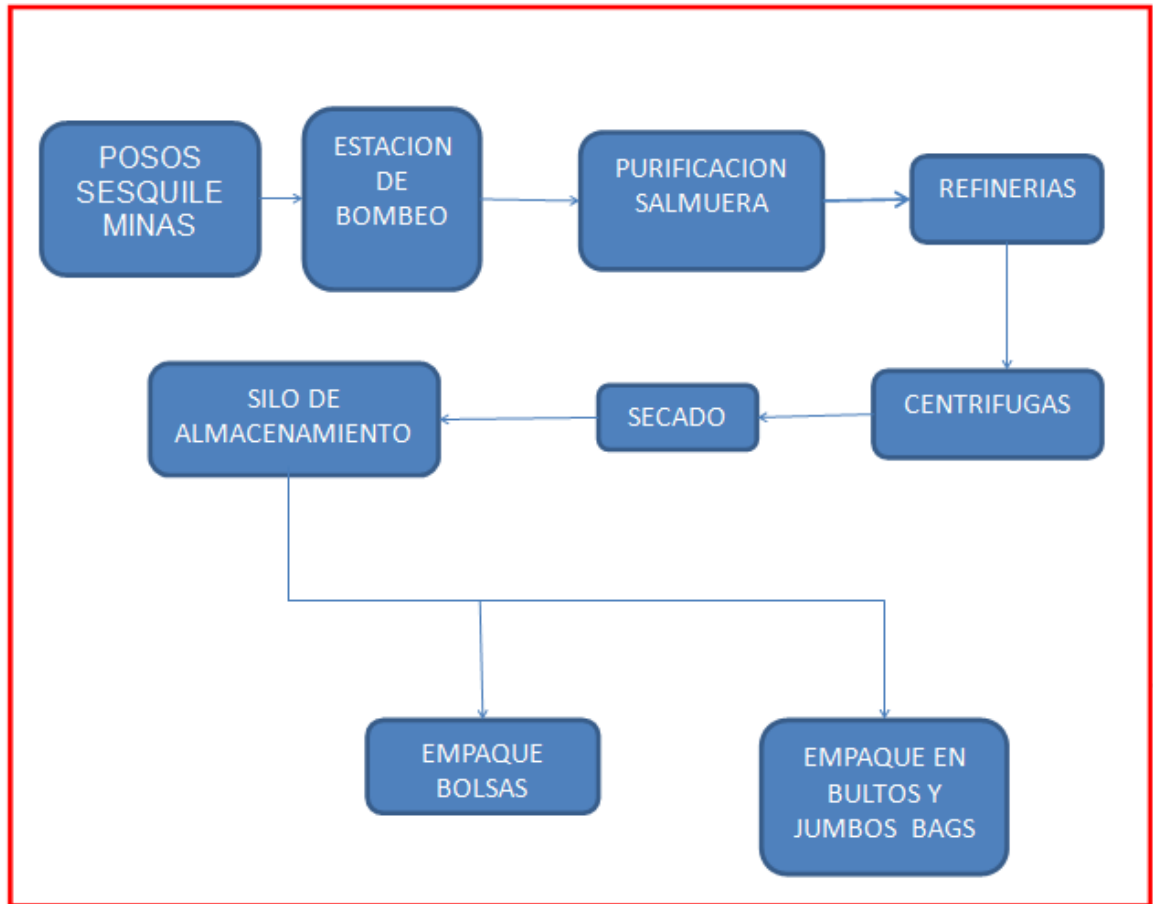 POSOS
SESQUILE
MINAS
ESTACION
DE
BOMBEO
PURIFICACION
SALMUERA
REFINERIAS
CENTRIFUGAS
SECADO
SILO DE
ALMACENAMIENTO
EMPAQUE
BOLSAS
EMPAQUE EN
BULTOS Y
JUMBOS BAGS